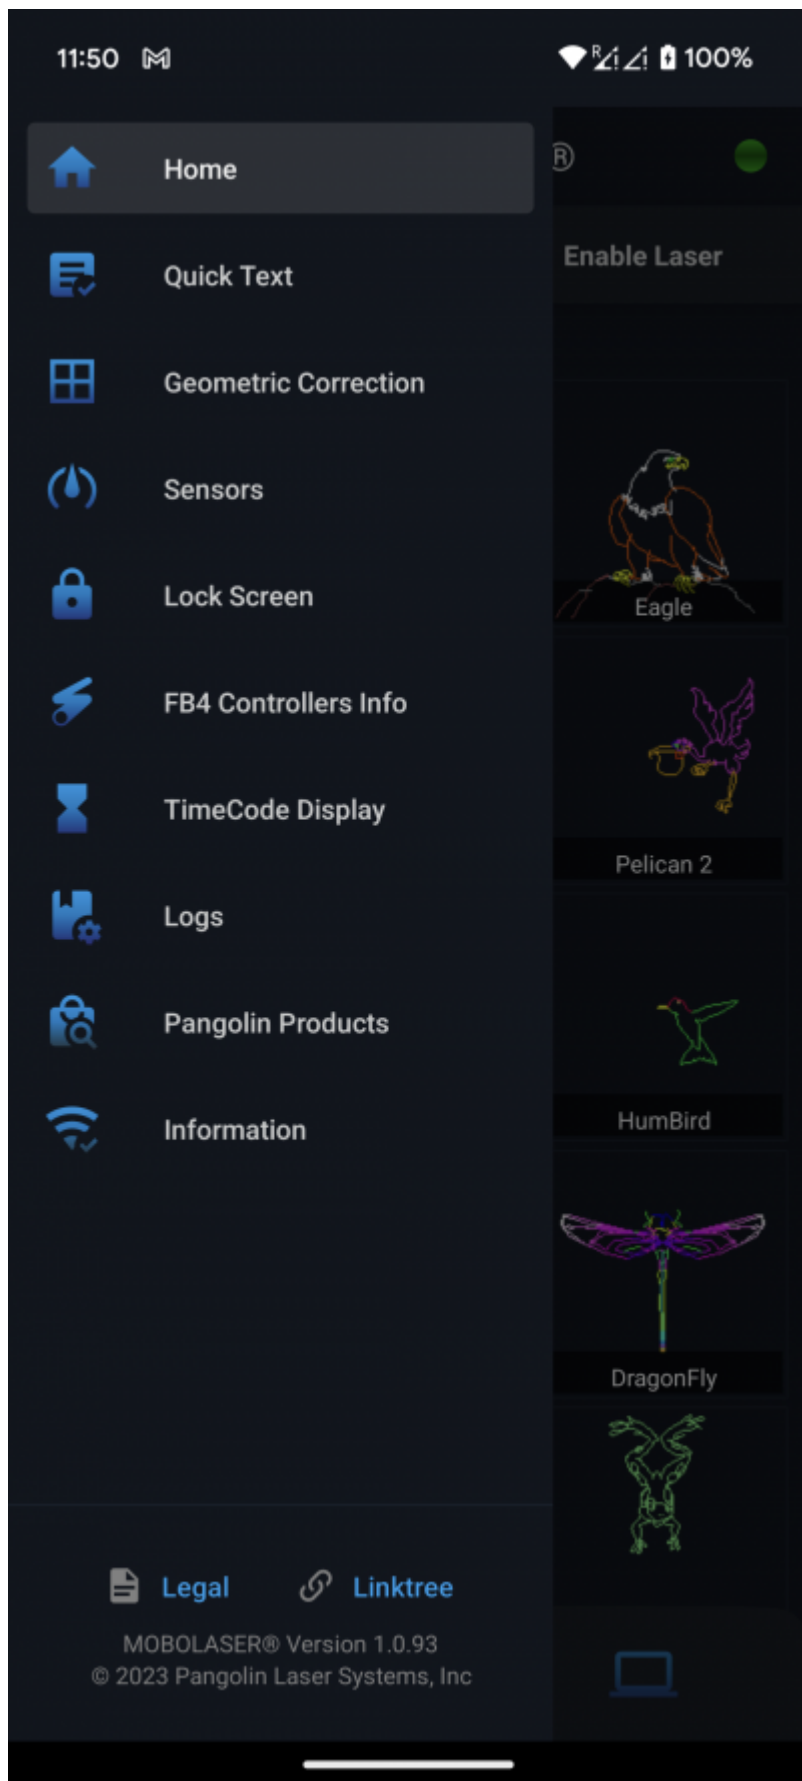 11:50
R
100%
Home
®
Quick Text
Enable Laser
Geometric Correction
Sensors
Lock Screen
Eagle
FB4 Controllers Info
TimeCode Display
Pelican 2
Logs
Pangolin Products
Information
HumBird
DragonFly
Legal
Linktree
MOBOLASER® Version 1.0.93
© 2023 Pangolin Laser Systems, Inc